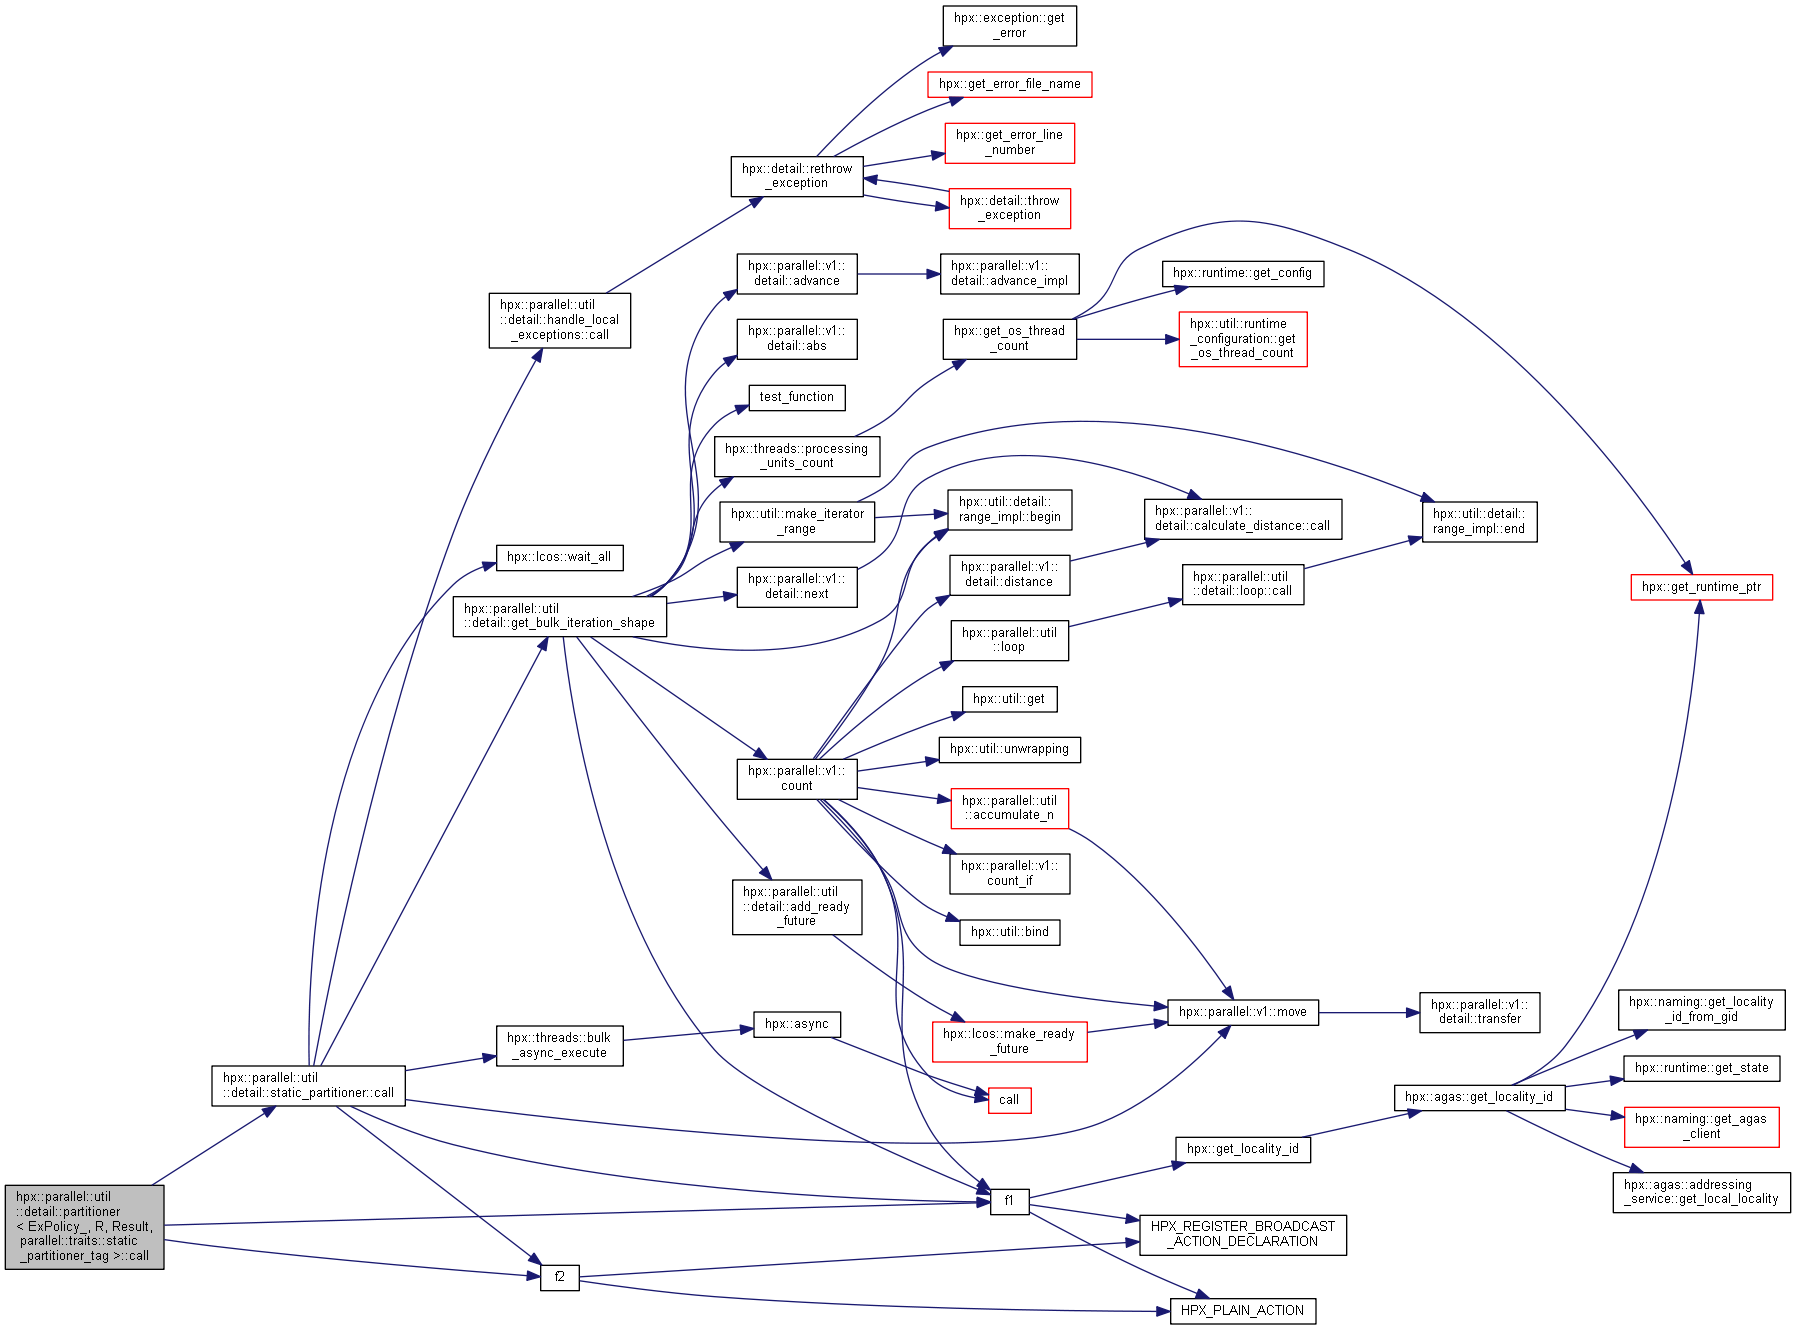 hpx::exception::get
_error
hpx::get_error_file_name
hpx::get_error_line
_number
hpx::detail::rethrow
_exception
hpx::detail::throw
_exception
hpx::parallel::v1::
detail::advance
hpx::parallel::v1::
detail::advance_impl
hpx::runtime::get_config
hpx::parallel::util
::detail::handle_local
_exceptions::call
hpx::parallel::v1::
detail::abs
hpx::get_os_thread
_count
hpx::util::runtime
_configuration::get
_os_thread_count
test_function
hpx::threads::processing
_units_count
hpx::util::make_iterator
_range
hpx::util::detail::
range_impl::begin
hpx::parallel::v1::
detail::calculate_distance::call
hpx::util::detail::
range_impl::end
hpx::lcos::wait_all
hpx::parallel::v1::
detail::next
hpx::parallel::v1::
detail::distance
hpx::parallel::util
::detail::loop::call
hpx::get_runtime_ptr
hpx::parallel::util
::detail::get_bulk_iteration_shape
hpx::parallel::util
::loop
hpx::util::get
hpx::util::unwrapping
hpx::parallel::v1::
count
hpx::parallel::util
::accumulate_n
hpx::parallel::v1::
count_if
hpx::parallel::util
::detail::add_ready
_future
hpx::util::bind
hpx::parallel::v1::move
hpx::parallel::v1::
detail::transfer
hpx::naming::get_locality
_id_from_gid
hpx::async
hpx::threads::bulk
_async_execute
hpx::lcos::make_ready
_future
hpx::runtime::get_state
hpx::parallel::util
::detail::static_partitioner::call
call
hpx::agas::get_locality_id
hpx::naming::get_agas
_client
hpx::get_locality_id
hpx::agas::addressing
_service::get_local_locality
hpx::parallel::util
::detail::partitioner
< ExPolicy_, R, Result,
parallel::traits::static
_partitioner_tag >::call
f1
HPX_REGISTER_BROADCAST
_ACTION_DECLARATION
f2
HPX_PLAIN_ACTION